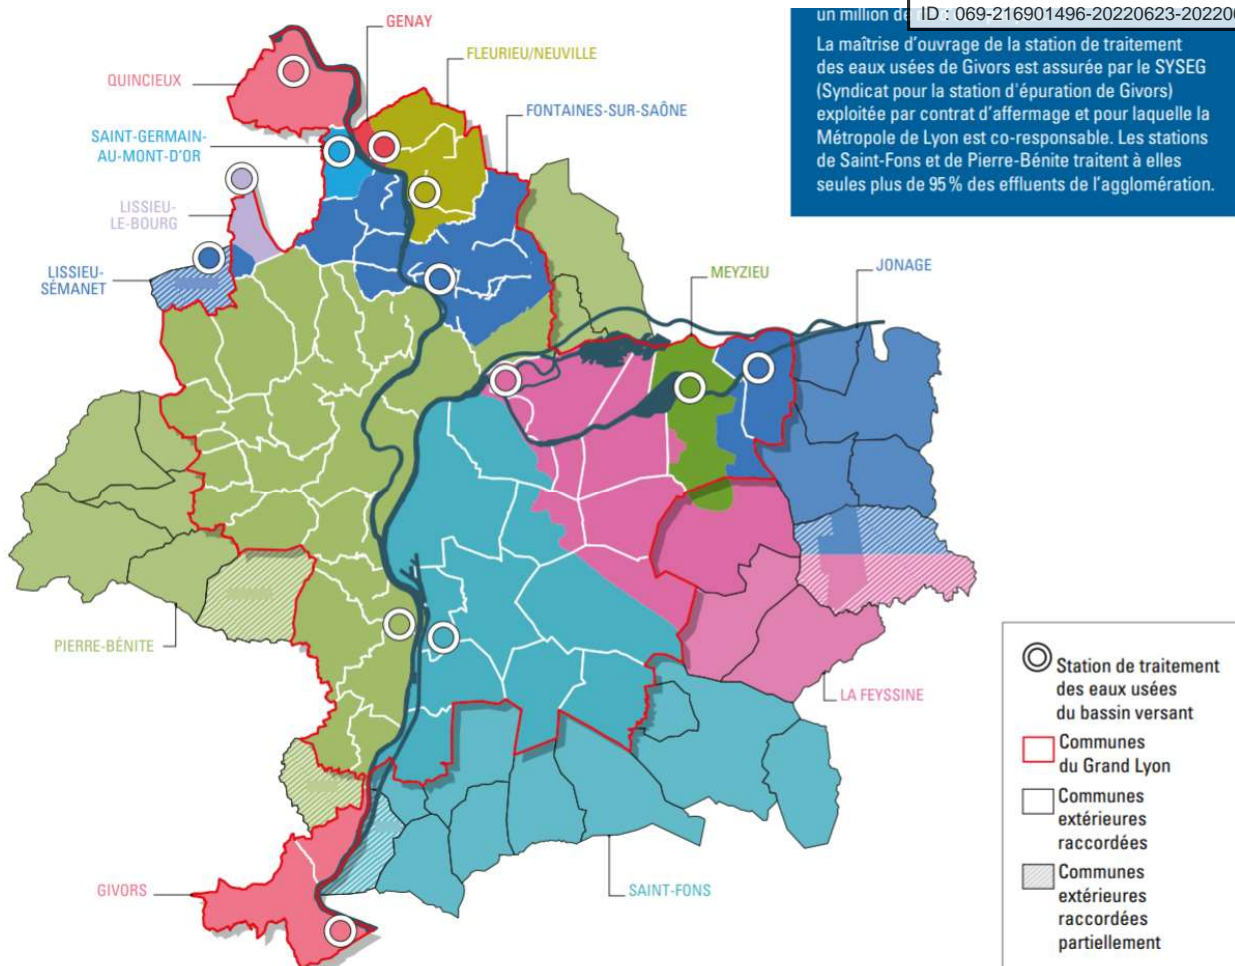 ID : 069-216901496-20220623-20220
un million de
La maîtrise d'ouvrage de la station de traitement
des eaux usées de Givors est assurée par le SYSEG
(Syndicat pour la station d'épuration de Givors)
exploitée par contrat d'affermage et pour laquelle la
Métropole de Lyon est co-responsable. Les stations
de Saint-Fons et de Pierre-Bénite traitent à elles
seules plus de 95 % des effluents de l'agglomération.
GENAY
FLEURIEU/NEUVILLE
QUINCIEUX
FONTAINES-SUR-SAÔNE
SAINT-GERMAIN-
AU-MONT-D'OR
LISSIEU-
LE-BOURG
LISSIEU-
SÉMANET
MEYZIEU
JONAGE
PIERRE-BÉNITE
LA FEYSSINE
GIVORS
SAINT-FONS
Station de traitement
des eaux usées
du bassin versant
Communes
du Grand Lyon
Communes
extérieures
raccordées
Communes
extérieures
raccordées
partiellement